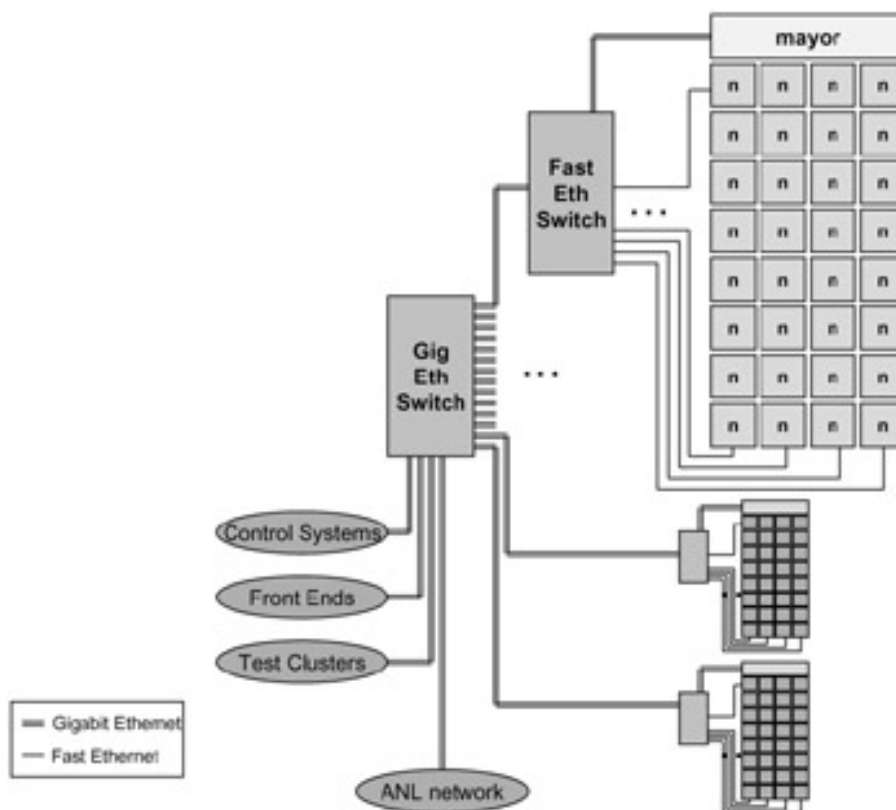 mayor
n n n n
n n n n
n n n n
n n n n
n n n n
n n n n
n n n n
n n n n
Fast
Eth
Switch
...
Gig
Eth
Switch
...
Control Systems
Front Ends
Test Clusters
ANL network
Gigabit Ethernet
Fast Ethernet